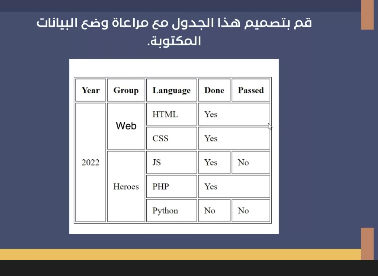 قم بتصميم هذا الجدول مع مراعاة وضع البيانات
المكتوبة.
Year Group Language Done Passed
2022 Web HTML Yes
CSS Yes
Heroes JS Yes No
PHP Yes
Python No No